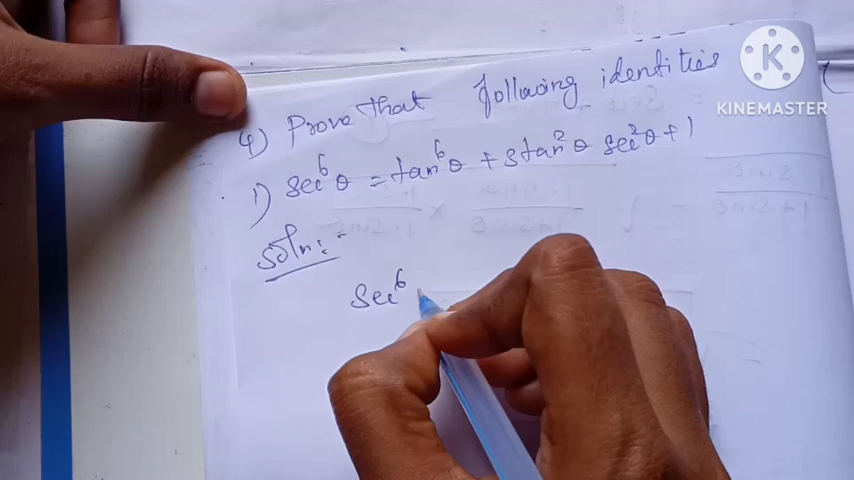 KINEMASTER
4) Prove that following identities
1) sec⁶θ = tan⁶θ + 3tan²θ sec²θ + 1
soln:-
sec⁶